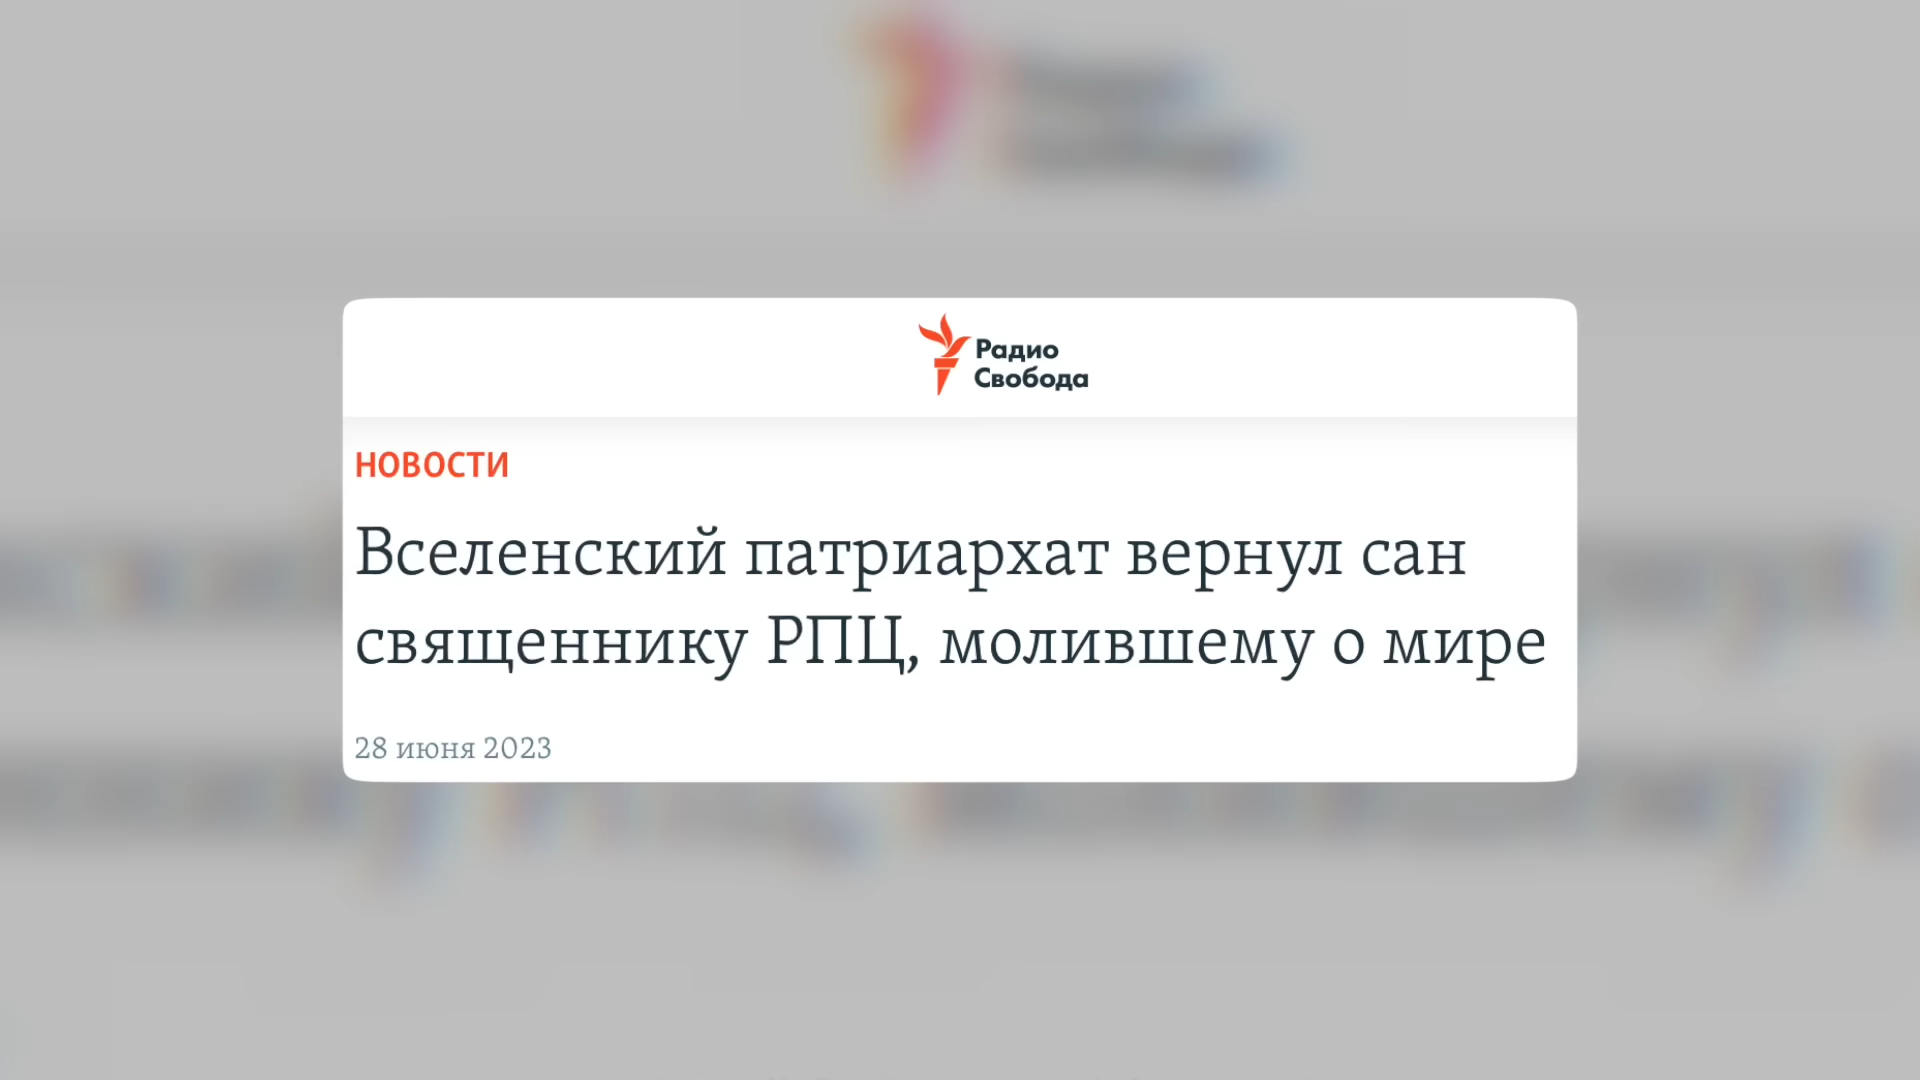 Радио
Свобода
НОВОСТИ
Вселенский патриархат вернул сан
священнику РПЦ, молившему о мире
28 июня 2023